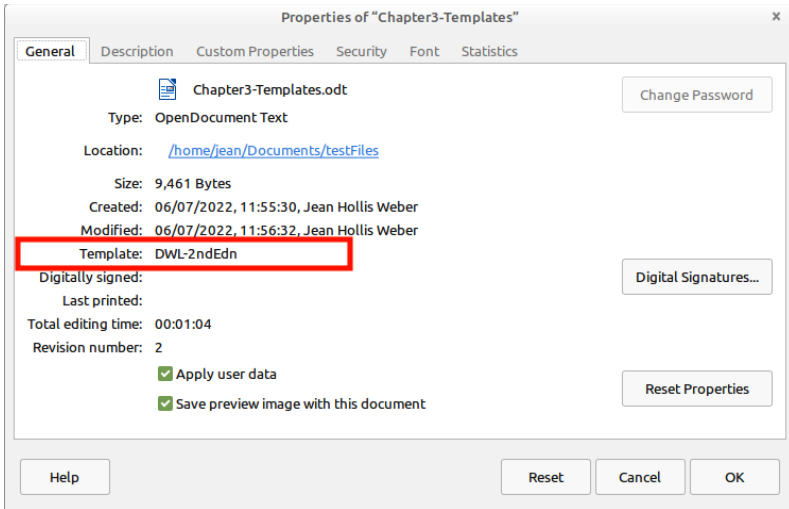 Properties of “Chapter3-Templates” ×
General Description Custom Properties Security Font Statistics
Chapter3-Templates.odt
Change Password
Type: OpenDocument Text
Location: /home/jean/Documents/testFiles
Size: 9,461 Bytes
Created: 06/07/2022, 11:55:30, Jean Hollis Weber
Modified: 06/07/2022, 11:56:32, Jean Hollis Weber
Template: DWL-2ndEdn
Digitally signed:
Digital Signatures...
Last printed:
Total editing time: 00:01:04
Revision number: 2
Apply user data
Reset Properties
Save preview image with this document
Help Reset Cancel OK